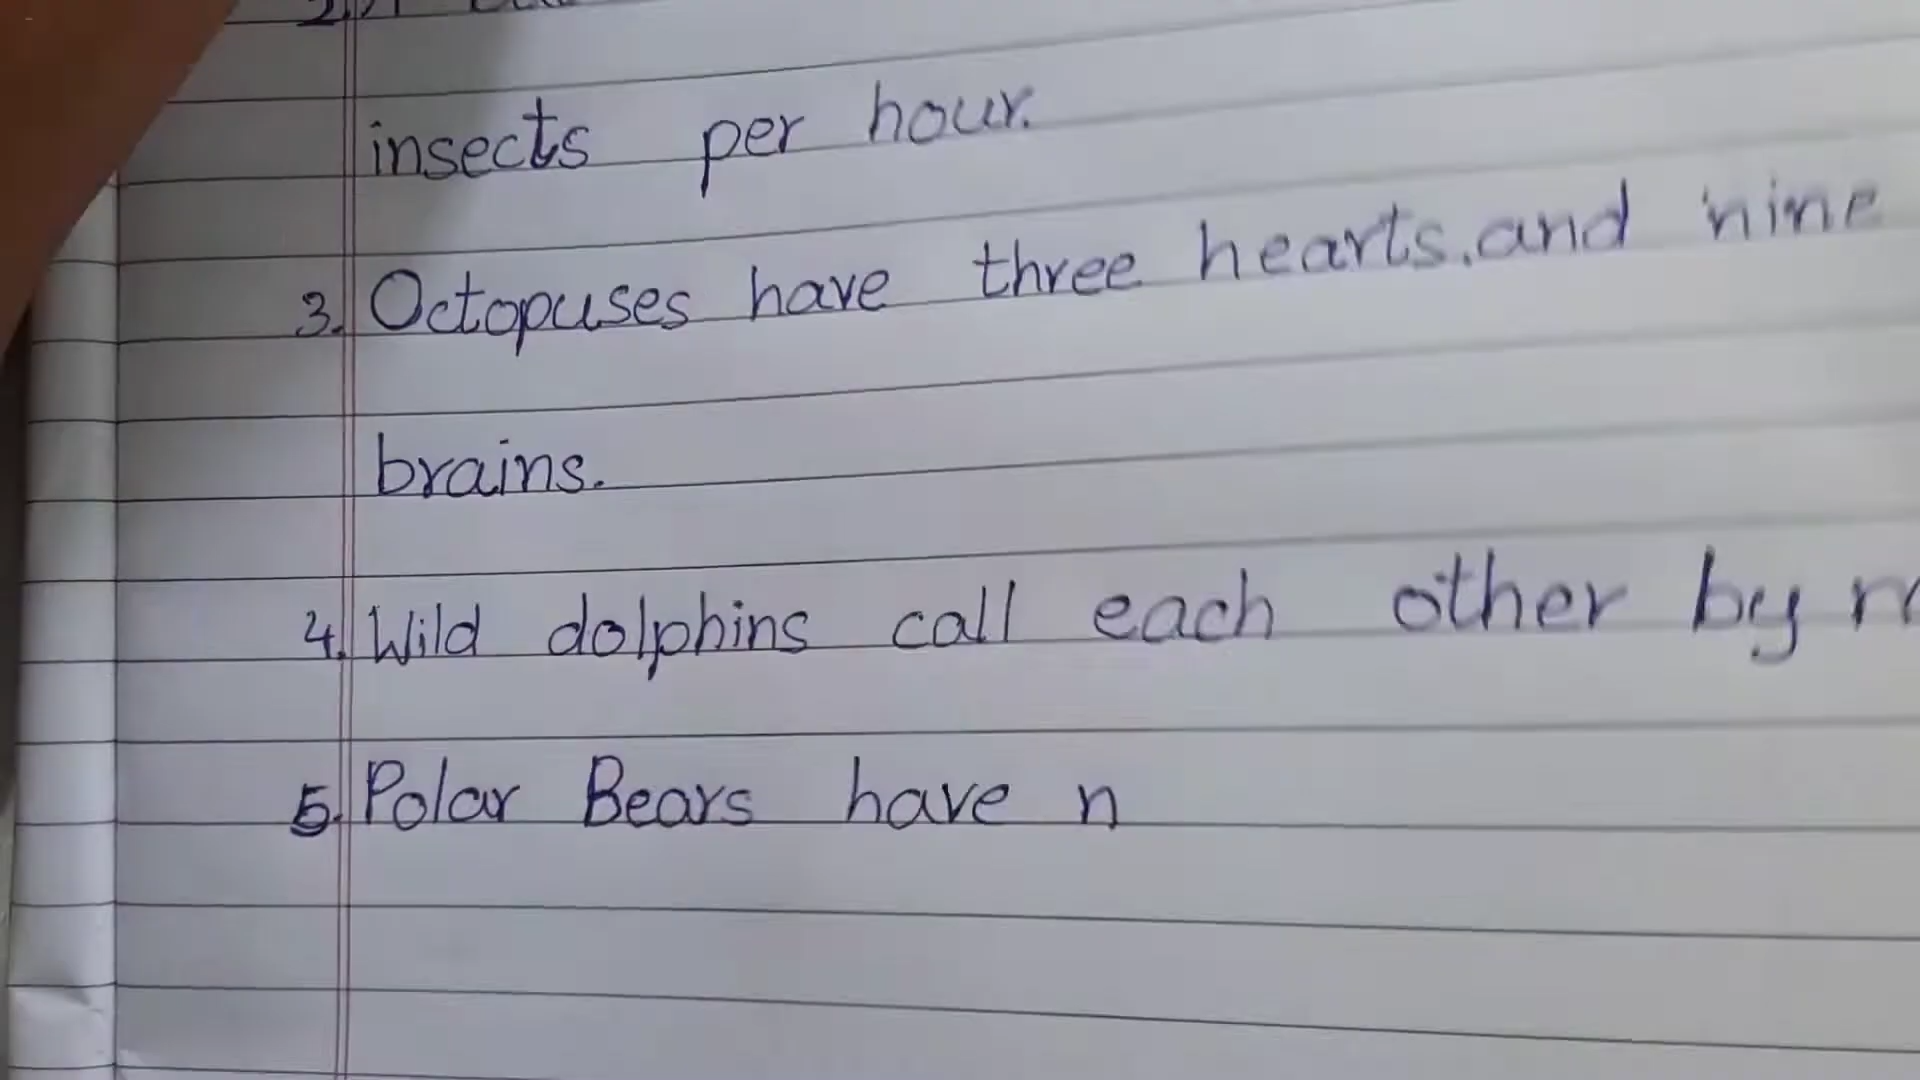 insects per hour.
3. Octopuses have three hearts.and nine
brains.
4. Wild dolphins call each other by
5. Polar Bears have n